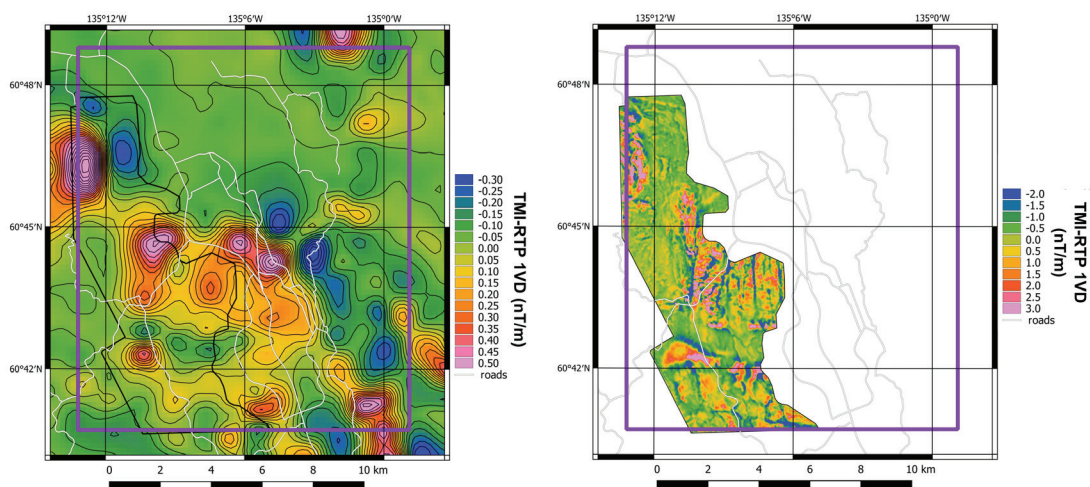 135°12'
135°6'
135°0'
60°48'N
60°45'N
60°42'N
-0.30
-0.25
-0.20
-0.15
-0.10
-0.05
0.00
0.05
0.10
0.15
0.20
0.25
0.30
0.35
0.40
0.45
0.50
roads
TMI-RTP 1VD (nT/m)
0 2 4 6 8 10 km
135°12'
135°6'
135°0'
60°48'N
60°45'N
60°42'N
-2.0
-1.5
-1.0
-0.5
0.0
0.5
1.0
1.5
2.0
2.5
3.0
roads
TMI-RTP 1VD
(nT/m)
0 2 4 6 8 10 km